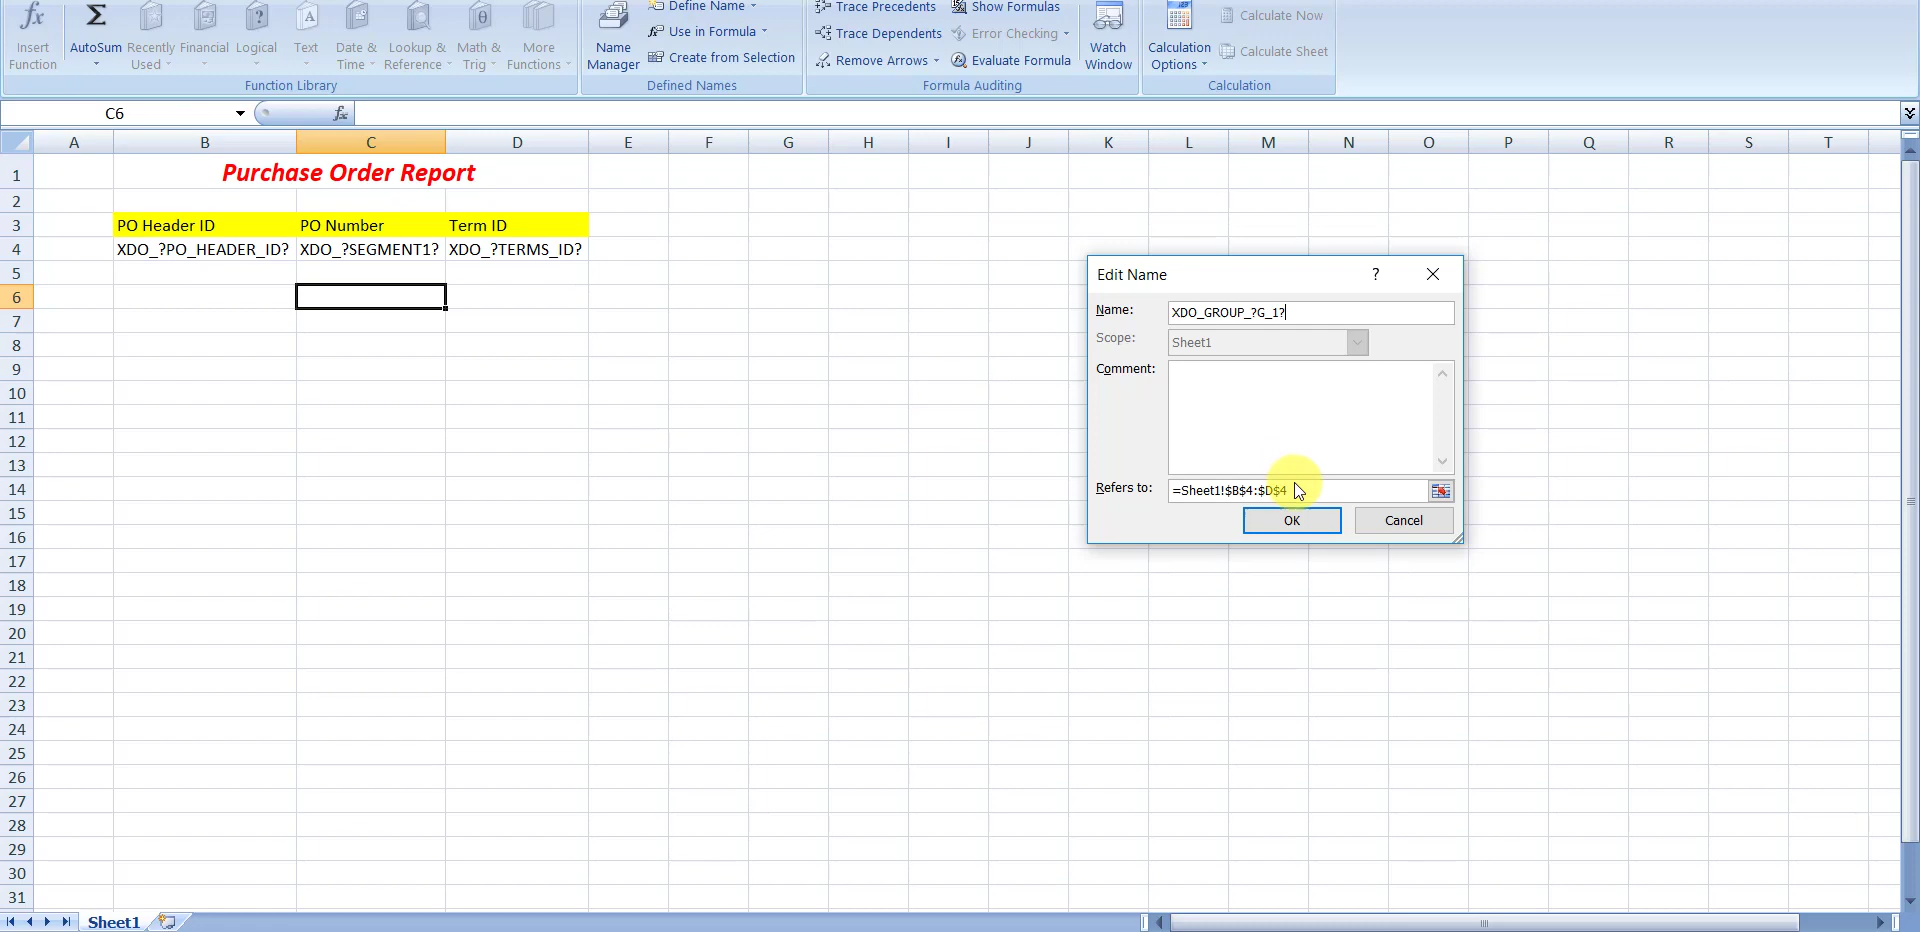 Insert Function
AutoSum
Recently Used
Financial
Logical
Text
Date & Time
Lookup & Reference
Math & Trig
More Functions
Function Library
Name Manager
Define Name
Use in Formula
Create from Selection
Defined Names
Trace Precedents
Trace Dependents
Remove Arrows
Show Formulas
Error Checking
Evaluate Formula
Formula Auditing
Watch Window
Calculation Options
Calculate Now
Calculate Sheet
Calculation
C6
fx
A B C D E F G H I J K L M N O P Q R S T
1 Purchase Order Report
2
3 PO Header ID PO Number Term ID
4 XDO_?PO_HEADER_ID? XDO_?SEGMENT1? XDO_?TERMS_ID?
5
6
7
8
9
10
11
12
13
14
15
16
17
18
19
20
21
22
23
24
25
26
27
28
29
30
31
Edit Name ?
Name: XDO_GROUP_?G_1?
Scope: Sheet1
Comment:
Refers to: =Sheet1!$B$4:$D$4
OK Cancel
Sheet1